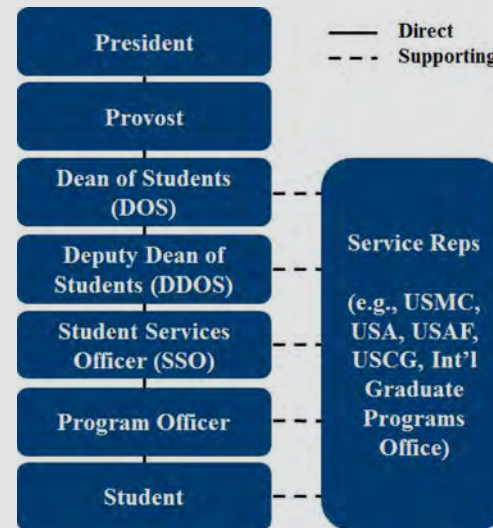 President
Provost
Dean of Students
(DOS)
Deputy Dean of
Students (DDOS)
Student Services
Officer (SSO)
Program Officer
Student
Direct
Supporting
Service Reps
(e.g., USMC,
USA, USAF,
USCG, Int'l
Graduate
Programs
Office)